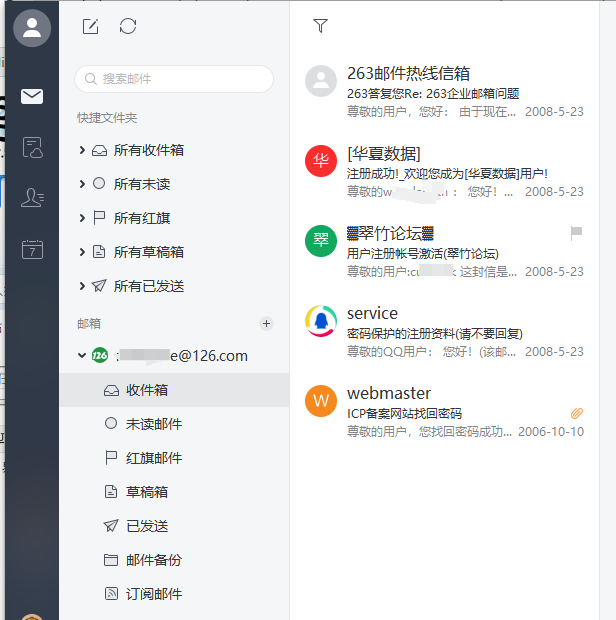 搜索邮件
快捷文件夹
所有收件箱
所有未读
所有红旗
所有草稿箱
所有已发送
邮箱
126
e@126.com
收件箱
未读邮件
红旗邮件
草稿箱
已发送
邮件备份
订阅邮件
7
263邮件热线信箱
263答复您Re: 263企业邮箱问题
尊敬的用户，您好： 由于现在... 2008-5-23
华
[华夏数据]
注册成功!_欢迎您成为[华夏数据]用户!
尊敬的w ： 您好！ ... 2008-5-23
翠
翠竹论坛
用户注册帐号激活(翠竹论坛)
尊敬的用户:cu 这封信是... 2008-5-23
service
密码保护的注册资料(请不要回复)
尊敬的QQ用户： 您好！(该邮... 2008-5-23
W
webmaster
ICP备案网站找回密码
尊敬的用户，您找回密码成功... 2006-10-10